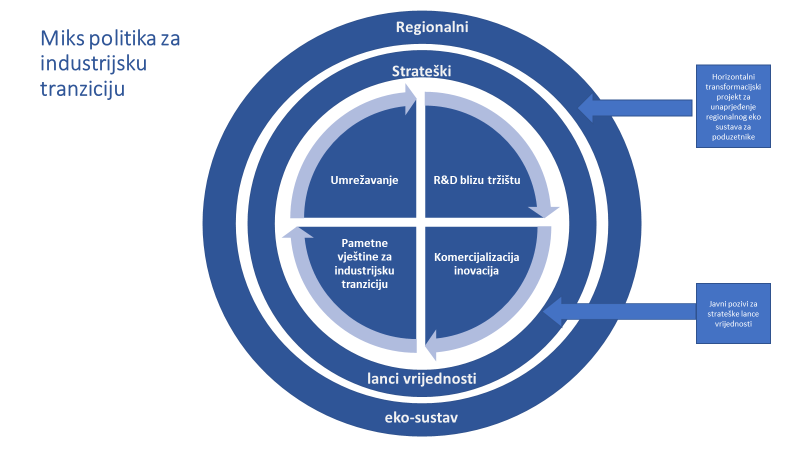 Miks politika za
industrijsku
tranziciju
Regionalni
Strateški
Umrežavanje
R&D blizu tržištu
Pametne
vještine za
industrijsku
tranziciju
Komercijalizacija
inovacija
lanci vrijednosti
eko-sustav
Horizontalni
transformacijski
projekt za
unaprjeđenje
regionalnog eko
sustava za
poduzetnike
Javni pozivi za
strateške lance
vrijednosti